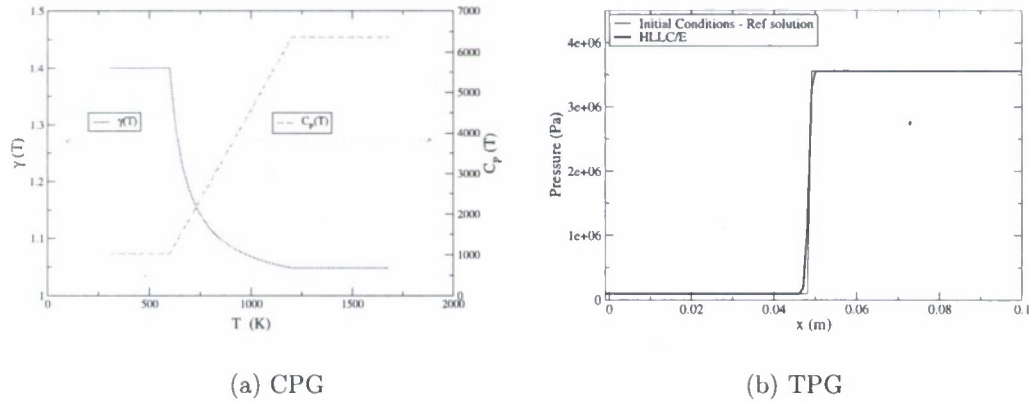 1.5
1.4
1.3
1.2
1.1
1
γ(T)
γ(T)
C_P(T)
7000
6000
5000
4000
3000
2000
1000
0
C_P(T)
0
500
1000
1250
1500
1750
2000
T (K)
(a) CPG
Initial Conditions - Ref solution
HLLC/E
4e+06
3e+06
2e+06
1e+06
0
Pressure (Pa)
0
0.02
0.04
0.06
0.08
0.1
x (m)
(b) TPG